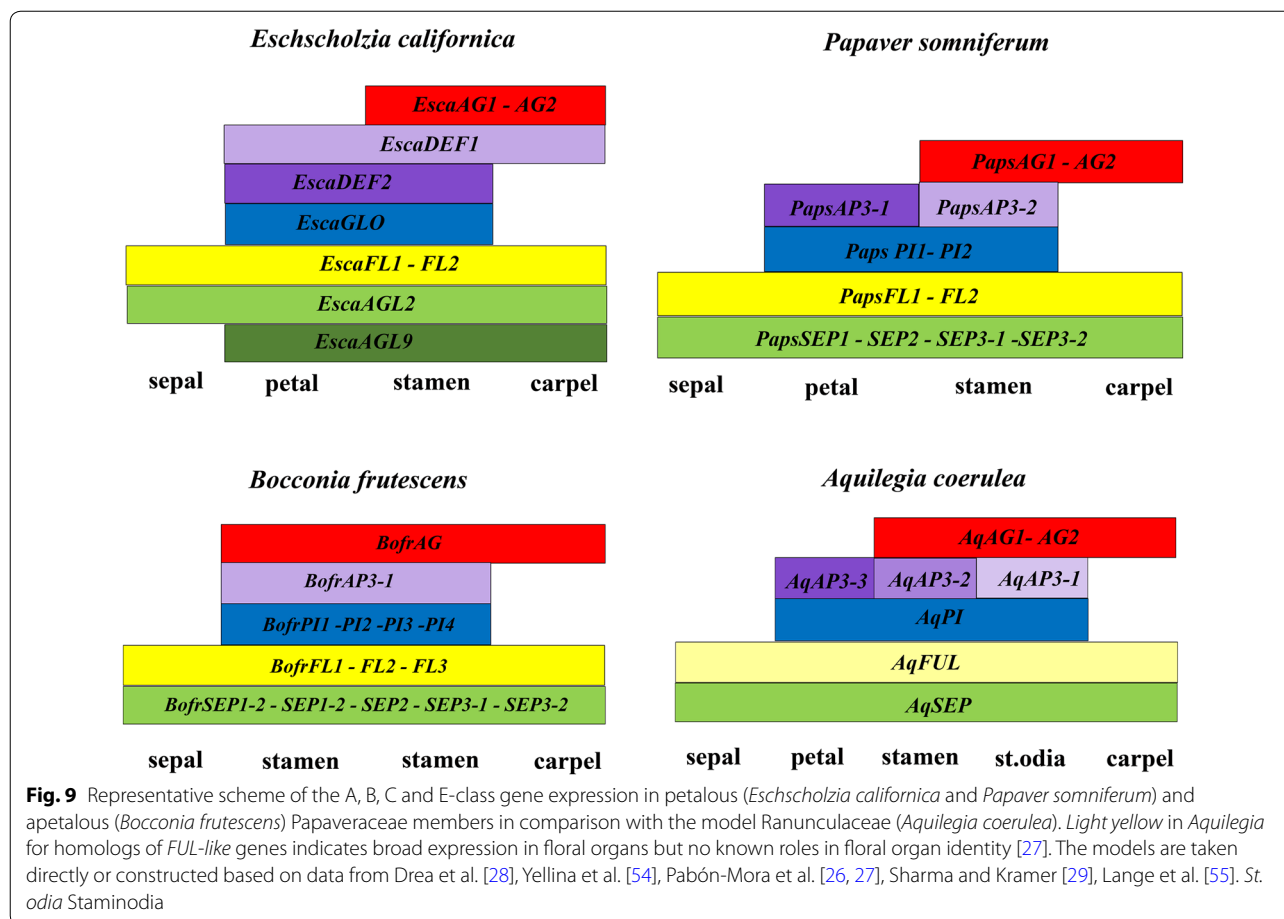 Eschscholzia californica
EscaAG1 - AG2
EscaDEF1
EscaDEF2
EscaGLO
EscaFL1 - FL2
EscaAGL2
EscaAGL9
sepal petal stamen carpel
Papaver somniferum
PapsAG1 - AG2
PapsAP3-1 PapsAP3-2
Paps PI1- PI2
PapsFL1 - FL2
PapsSEP1 - SEP2 - SEP3-1 -SEP3-2
sepal petal stamen carpel
Bocconia frutescens
BofrAG
BofrAP3-1
BofrPI1 -PI2 -PI3 -PI4
BofrFL1 - FL2 - FL3
BofrSEP1-2 - SEP1-2 - SEP2 - SEP3-1 - SEP3-2
sepal stamen stamen carpel
Aquilegia coerulea
AqAG1- AG2
AqAP3-3 AqAP3-2 AqAP3-1
AqPI
AqFUL
AqSEP
sepal petal stamen st.odia carpel
Fig. 9 Representative scheme of the A, B, C and E-class gene expression in petalous (Eschscholzia californica and Papaver somniferum) and
apetalous (Bocconia frutescens) Papaveraceae members in comparison with the model Ranunculaceae (Aquilegia coerulea). Light yellow in Aquilegia
for homologs of FUL-like genes indicates broad expression in floral organs but no known roles in floral organ identity [27]. The models are taken
directly or constructed based on data from Drea et al. [28], Yellina et al. [54], Pabón-Mora et al. [26, 27], Sharma and Kramer [29], Lange et al. [55]. St.
odia Staminodia